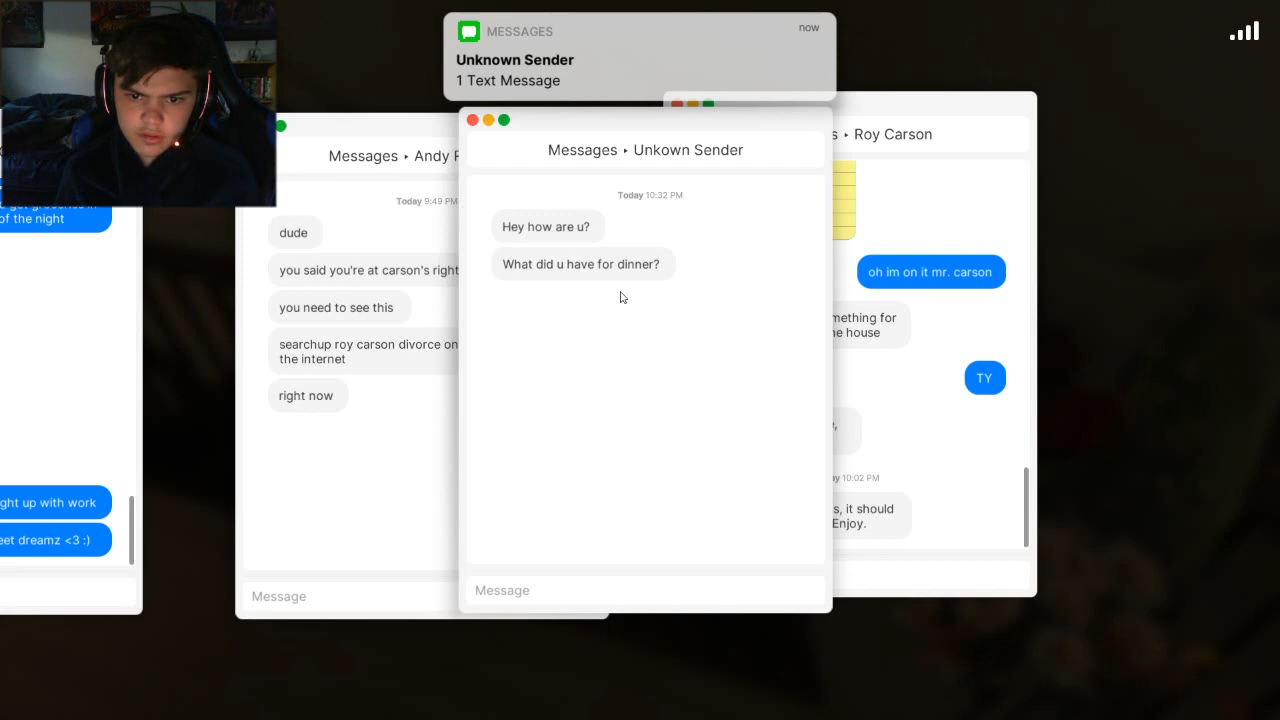 MESSAGES
now
Unknown Sender
1 Text Message
of the night
ght up with work
eet dreamz <3 :)
Messages ▸ Andy
Today 9:49 PM
dude
you said you're at carson's right
you need to see this
searchup roy carson divorce on
the internet
right now
Message
Messages ▸ Unkown Sender
Today 10:32 PM
Hey how are u?
What did u have for dinner?
Message
s ▸ Roy Carson
oh im on it mr. carson
mething for
he house
TY
ay 10:02 PM
s, it should
Enjoy.